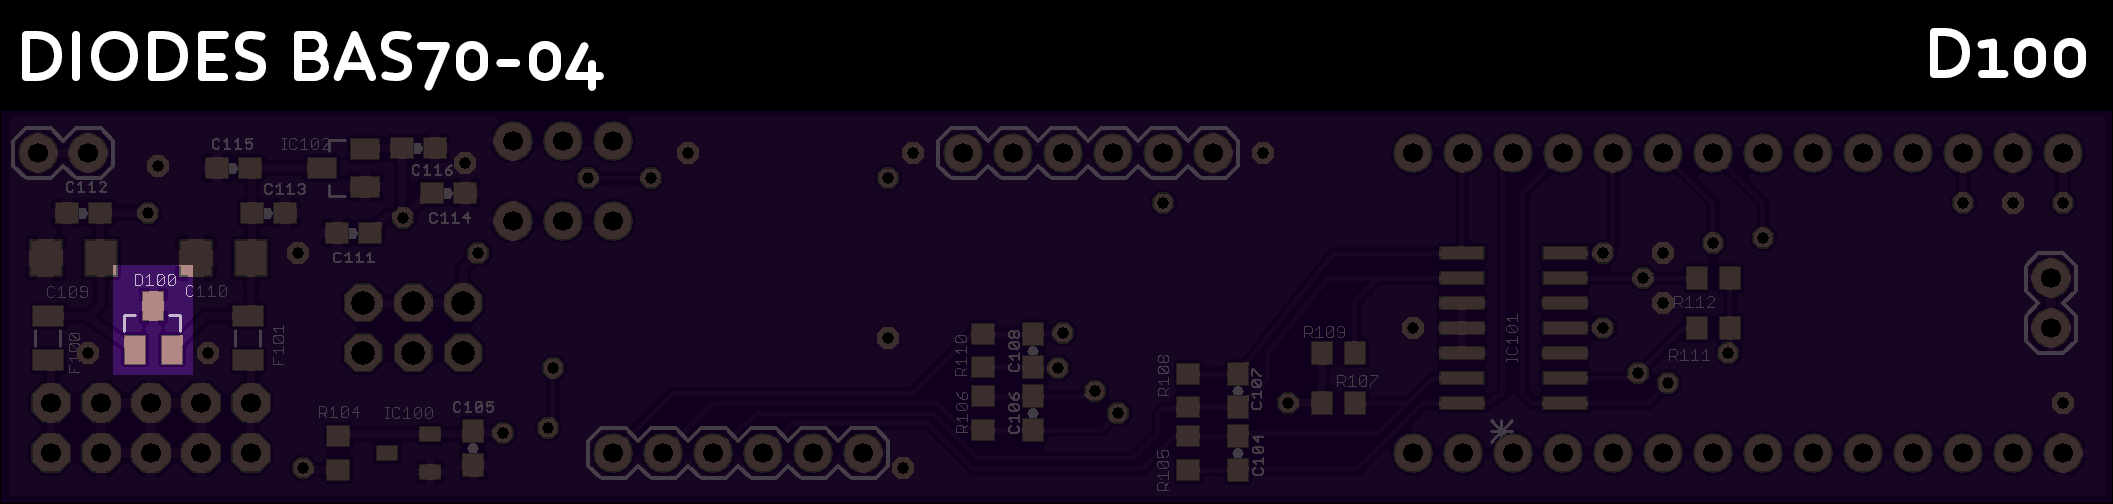 DIODES BAS70-04 D100
C115 IC102
C116
C112 C113
C114
C111
D100
C109 C110
F100 F101
R104 IC100 C105
R110 C108
R106 C106
R108 C107
R105 C104
R109
R107
IC101
R112
R111